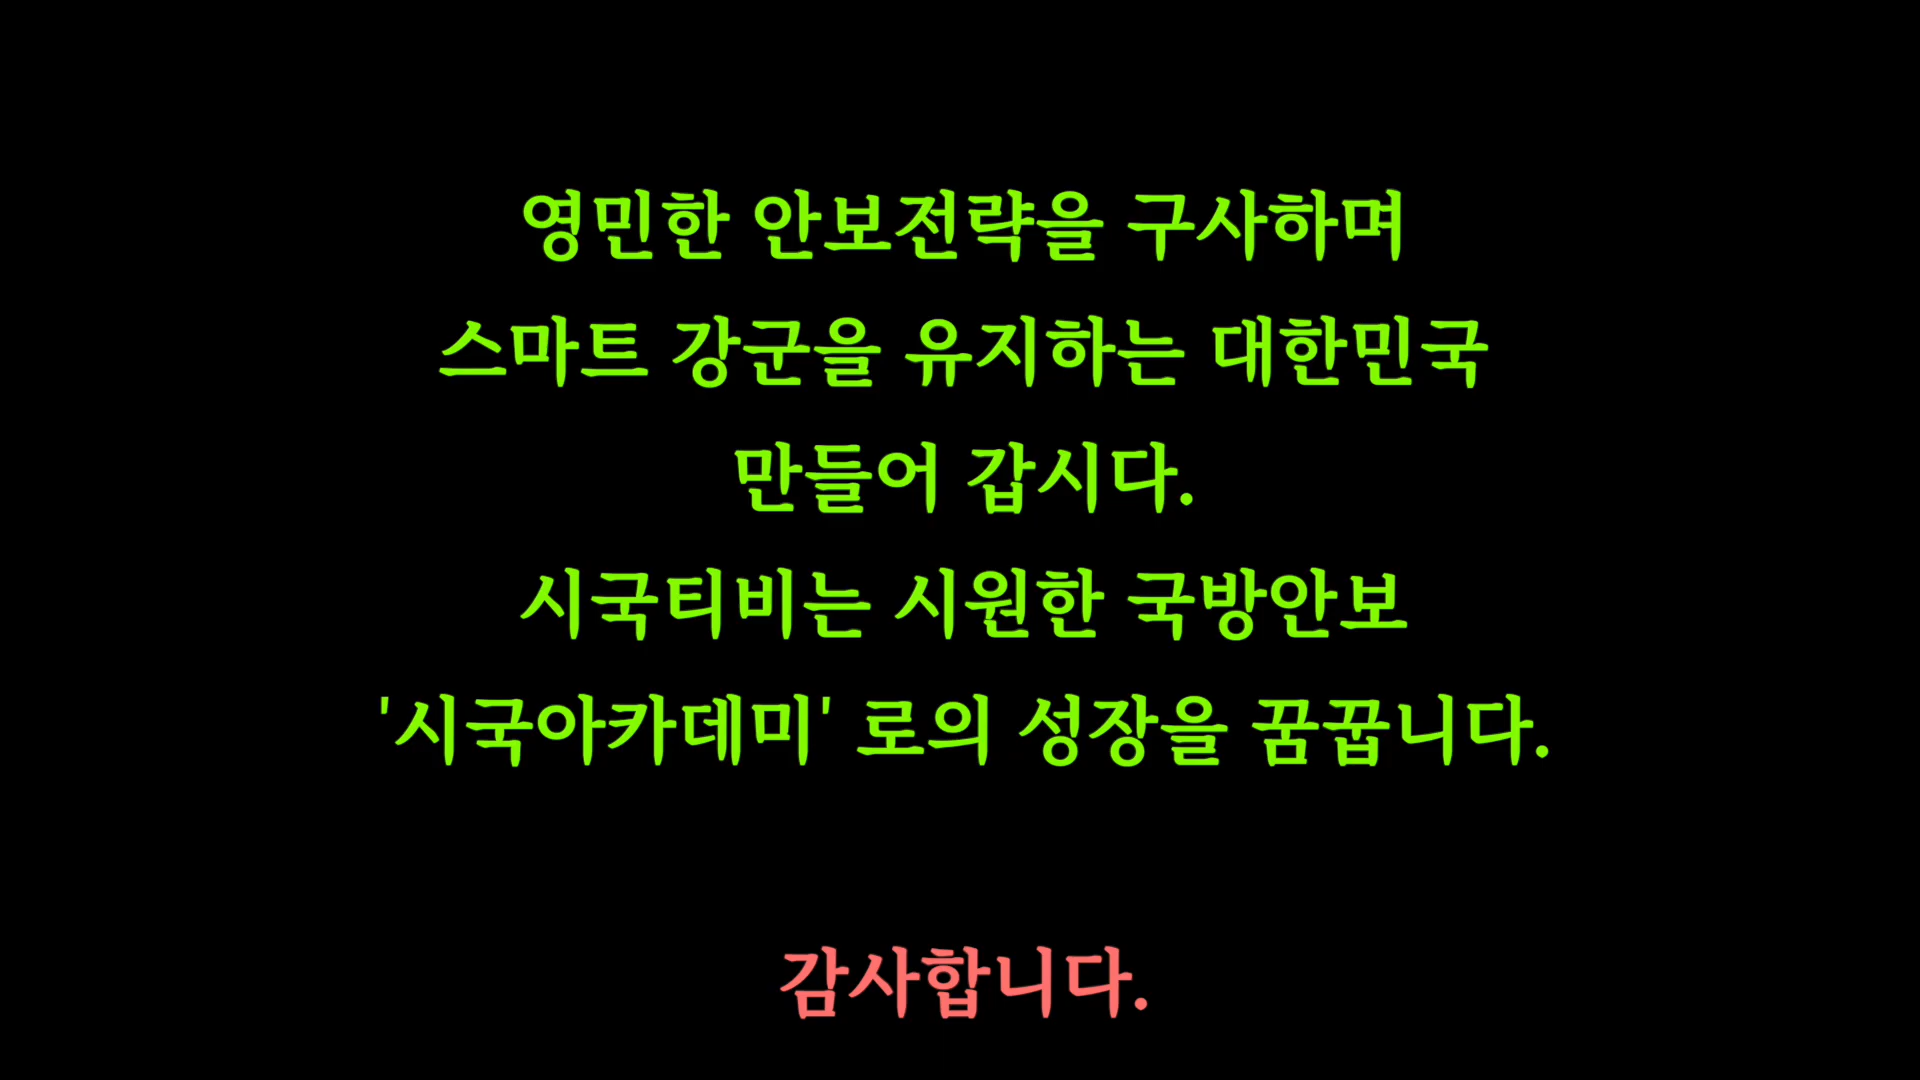 영민한 안보전략을 구사하며
스마트 강군을 유지하는 대한민국
만들어 갑시다.
시국티비는 시원한 국방안보
'시국아카데미' 로의 성장을 꿈꿉니다.
감사합니다.